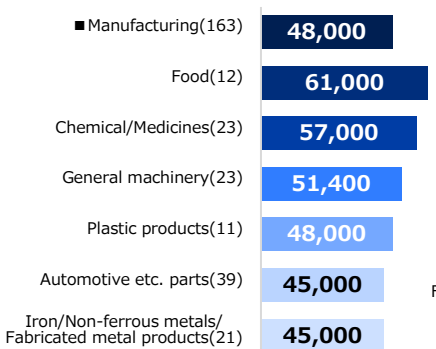 ■Manufacturing(163) 48,000
Food(12) 61,000
Chemical/Medicines(23) 57,000
General machinery(23) 51,400
Plastic products(11) 48,000
Automotive etc. parts(39) 45,000
F
Iron/Non-ferrous metals/
Fabricated metal products(21) 45,000